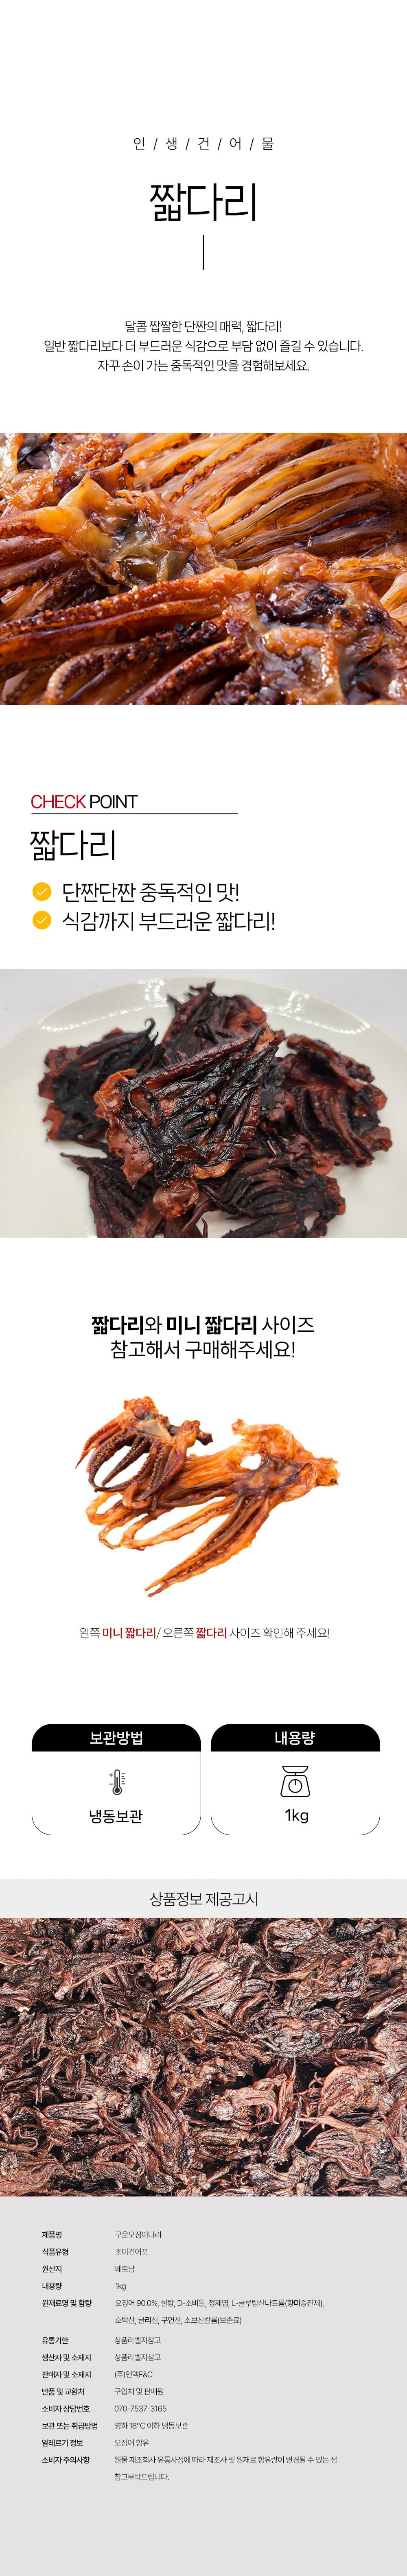 인 / 생 / 건 / 어 / 물
짧다리
달콤 짭짤한 단짠의 매력, 짧다리!
일반 짧다리보다 더 부드러운 식감으로 부담 없이 즐길 수 있습니다.
자꾸 손이 가는 중독적인 맛을 경험해보세요.
CHECK POINT
짧다리
단짠단짠 중독적인 맛!
식감까지 부드러운 짧다리!
짧다리와 미니 짧다리 사이즈
참고해서 구매해주세요!
왼쪽 미니 짧다리/ 오른쪽 짧다리 사이즈 확인해 주세요!
보관방법
냉동보관
내용량
1kg
상품정보 제공고시
제품명 구운오징어다리
식품유형 조미건어포
원산지 베트남
내용량 1kg
원재료명 및 함량 오징어 90.0%, 설탕, D-소비톨, 정제염, L-글루탐산나트륨(향미증진제),
호박산, 글리신, 구연산, 소브산칼륨(보존료)
유통기한 상품라벨지참고
생산자 및 소재지 상품라벨지참고
판매자 및 소재지 (주)인덱F&C
반품 및 교환처 구입처 및 판매원
소비자 상담번호 070-7537-3165
보관 또는 취급방법 영하 18°C 이하 냉동보관
알레르기 정보 오징어 함유
소비자 주의사항 원물 제조회사 유통사정에 따라 제조사 및 원재료 함유량이 변경될 수 있는 점
참고부탁드립니다.